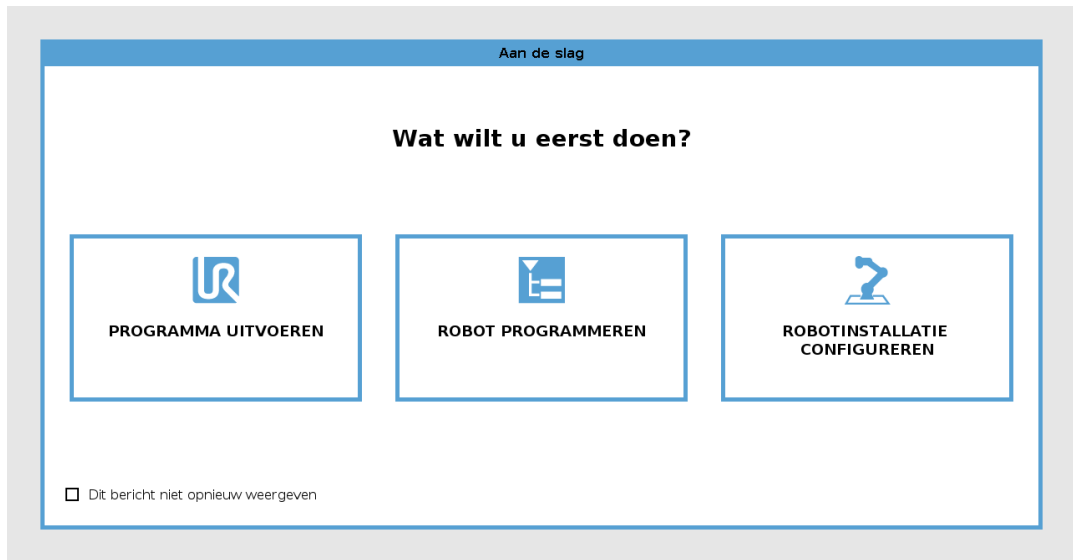 Aan de slag
Wat wilt u eerst doen?
PROGRAMMA UITVOEREN
ROBOT PROGRAMMEREN
ROBOTINSTALLATIE
CONFIGUREREN
Dit bericht niet opnieuw weergeven